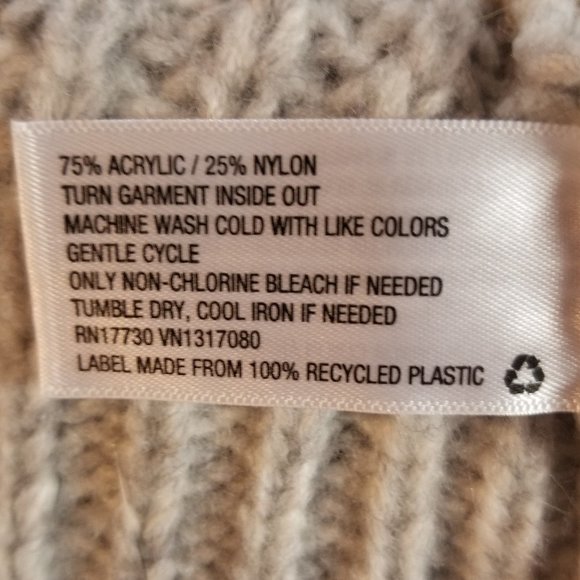 75% ACRYLIC / 25% NYLON
TURN GARMENT INSIDE OUT
MACHINE WASH COLD WITH LIKE COLORS
GENTLE CYCLE
ONLY NON-CHLORINE BLEACH IF NEEDED
TUMBLE DRY, COOL IRON IF NEEDED
RN17730 VN1317080
LABEL MADE FROM 100% RECYCLED PLASTIC